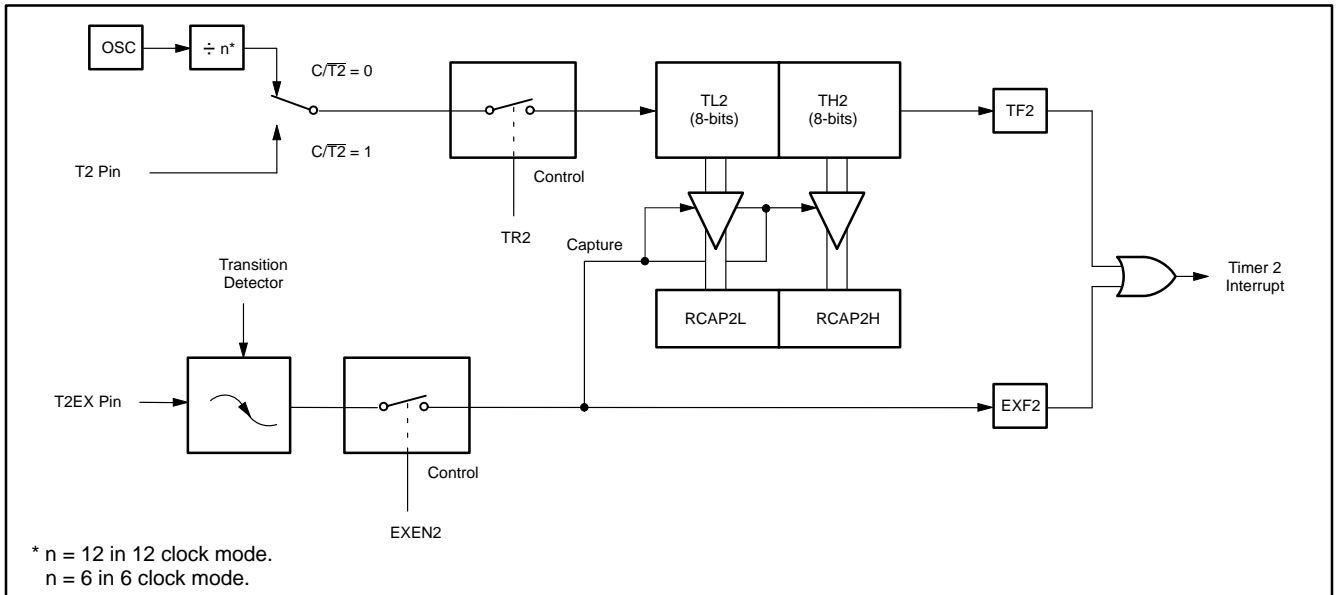 OSC
÷ n*
C/T2̅ = 0
C/T2̅ = 1
T2 Pin
Control
TR2
TL2
(8-bits)
TH2
(8-bits)
TF2
Capture
Transition
Detector
RCAP2L
RCAP2H
Timer 2
Interrupt
T2EX Pin
EXF2
Control
EXEN2
* n = 12 in 12 clock mode.
n = 6 in 6 clock mode.